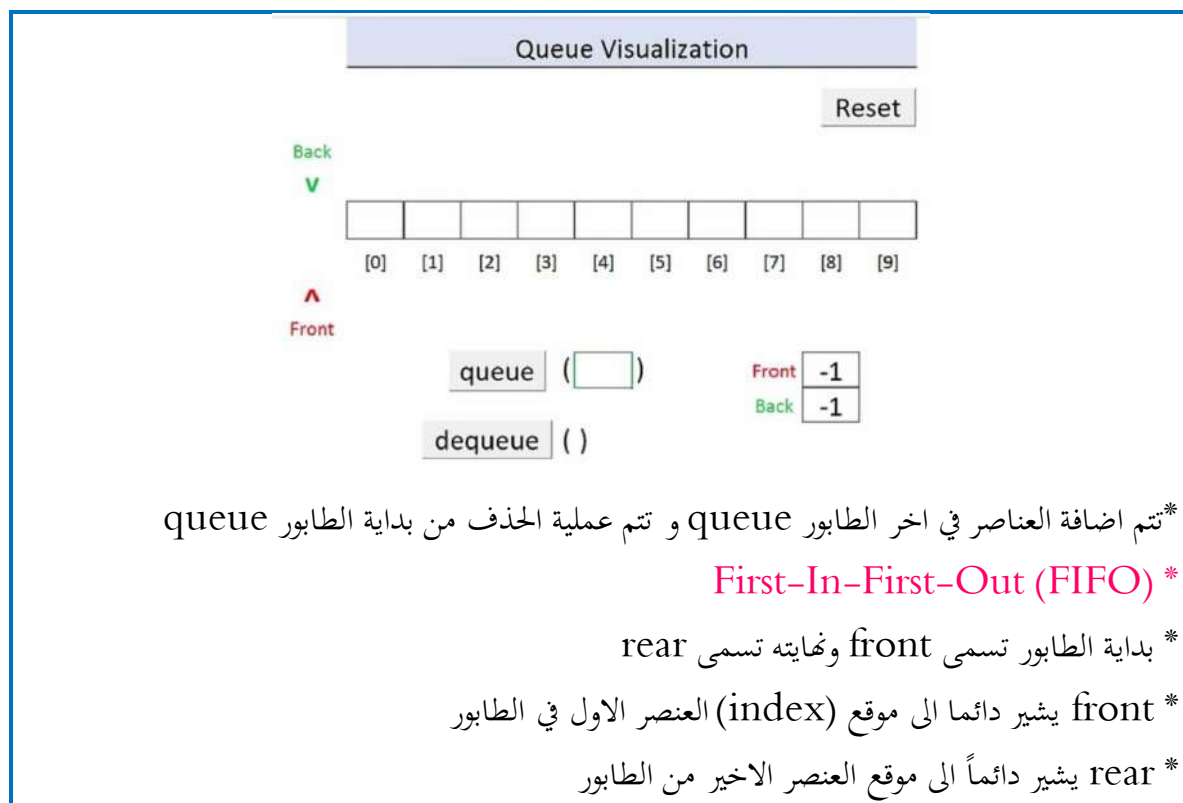 Queue Visualization
Reset
Back
v
[0] [1] [2] [3] [4] [5] [6] [7] [8] [9]
ʌ
Front
queue ( )
Front -1
Back -1
dequeue ( )
*تتم اضافة العناصر في اخر الطابور queue و تتم عملية الحذف من بداية الطابور queue
* First-In-First-Out (FIFO)
* بداية الطابور تسمى front ونهايته تسمى rear
* front يشير دائما الى موقع (index) العنصر الاول في الطابور
* rear يشير دائماً الى موقع العنصر الاخير من الطابور